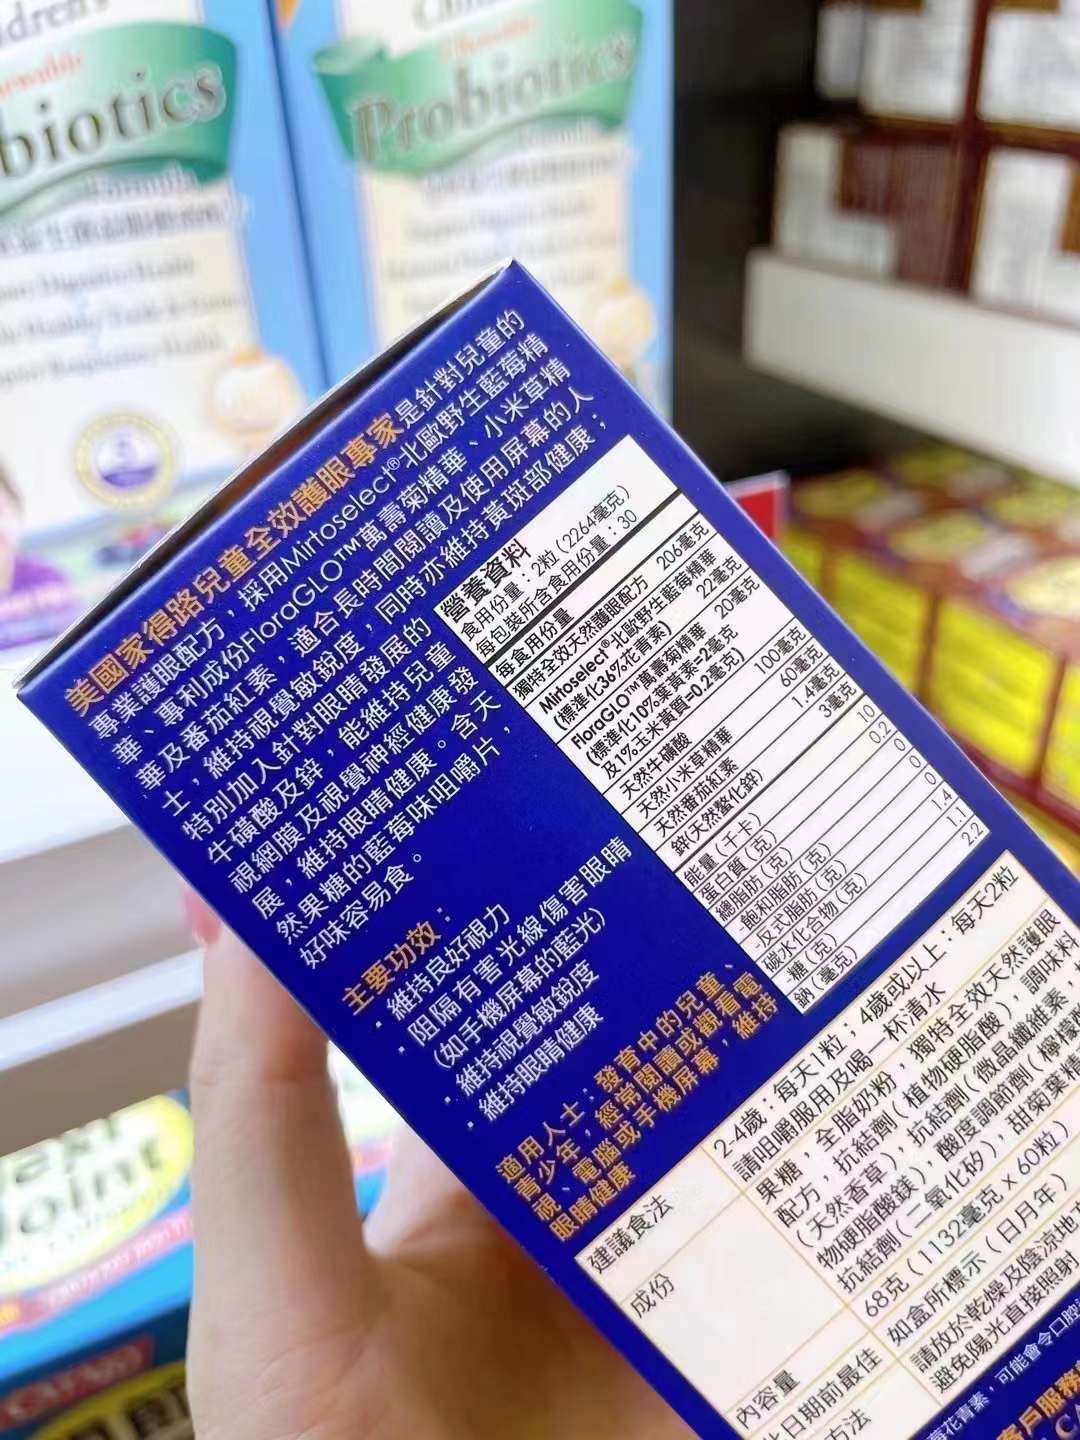 Probiotics
biotics
美國家得路兒童全效護眼專家是針對兒童的
專業護眼配方，採用Mirtoselect®北歐野生藍莓精
華、專利成份FloraGLO™萬壽菊精華、小米草精
華及番茄紅素，適合長時間閱讀及使用屏幕的人
士，維持視覺敏銳度，同時亦維持黃斑部健康；
特別加入針對眼睛發展的
牛磺酸及鋅，能維持兒童
視網膜及視覺神經健康發
展，維持眼睛健康。含天
然果糖的藍莓味咀嚼片，
好味容易食。
主要功效：
· 維持良好視力
· 阻隔有害光線傷害眼睛
(如手機屏幕的藍光)
· 維持視覺敏銳度
· 維持眼睛健康
適用人士：發育中的兒童、
青少年，經常閱讀或觀看電
視、電腦或手機屏幕，維持
眼睛健康
營養資料
食用份量：2粒（2264毫克）
每包裝所含食用份量：30
每食用份量
獨特全效天然護眼配方 206毫克
Mirtoselect®北歐野生藍莓精華 22毫克
(標準化36%花青素)
FloraGLO™萬壽菊精華 20毫克
(標準化10%葉黃素=2毫克
及1%玉米黃質=0.2毫克)
天然牛磺酸 100毫克
天然小米草精華 60毫克
天然番茄紅素 1.4毫克
鋅(天然螯化鋅) 3毫克
能量(千卡) 10
蛋白質(克) 0.2
總脂肪(克) 0
-飽和脂肪(克) 0
-反式脂肪(克) 0
碳水化合物(克) 1.4
-糖(克) 1.1
鈉(毫克) 2.2
建議食法
2-4歲：每天1粒；4歲或以上：每天2粒
請咀嚼服用及喝一杯清水
成份
果糖，全脂奶粉，獨特全效天然護眼
配方，抗結劑(植物硬脂酸)，調味料
(天然香草)，抗結劑(微晶纖維素，
物硬脂酸鎂)，酸度調節劑(檸檬
抗結劑(二氧化矽)，甜菊葉精
內容量
68克（1132毫克 x 60粒）
此日期前最佳
如盒所標示（日月年）
方法
請放於乾燥及陰涼地
避免陽光直接照射